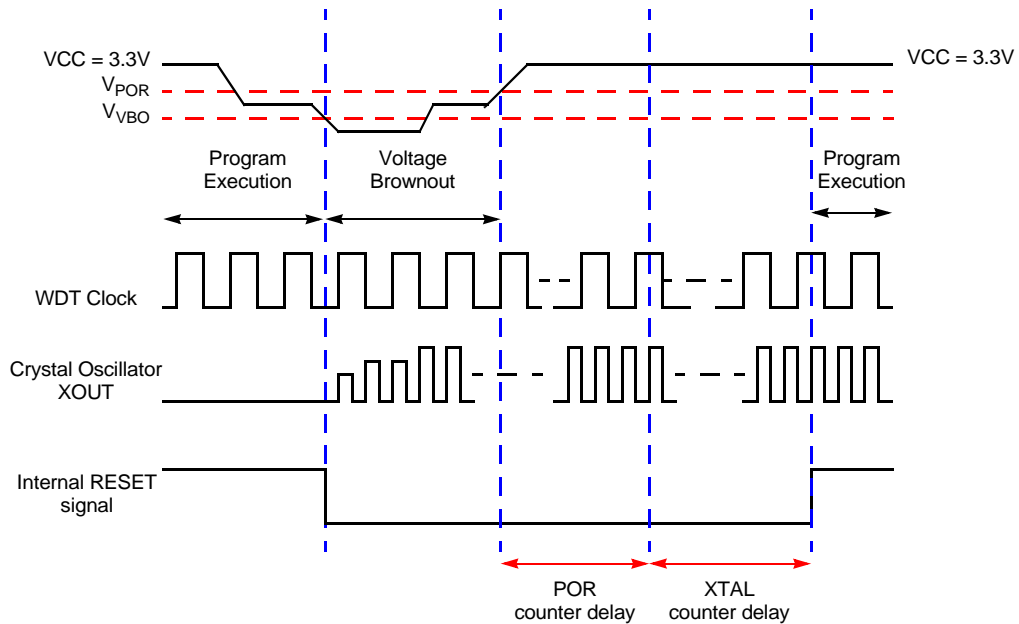 VCC = 3.3V
VCC = 3.3V
VPOR
VVBO
Program
Execution
Voltage
Brownout
Program
Execution
WDT Clock
Crystal Oscillator
XOUT
Internal RESET
signal
POR
counter delay
XTAL
counter delay